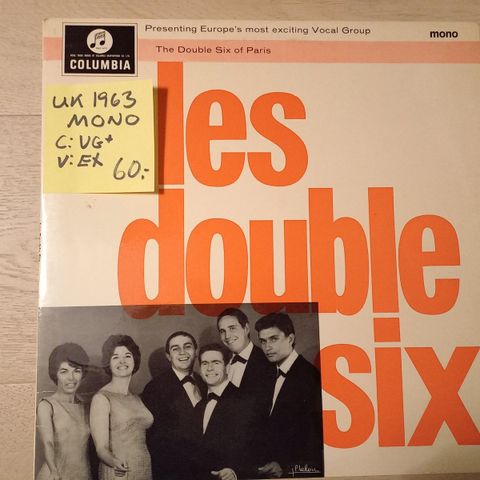 Presenting Europe's most exciting Vocal Group
mono
The Double Six of Paris
COLUMBIA
UK 1963
MONO
C: VG+
V: EX
60:-
les
double
six